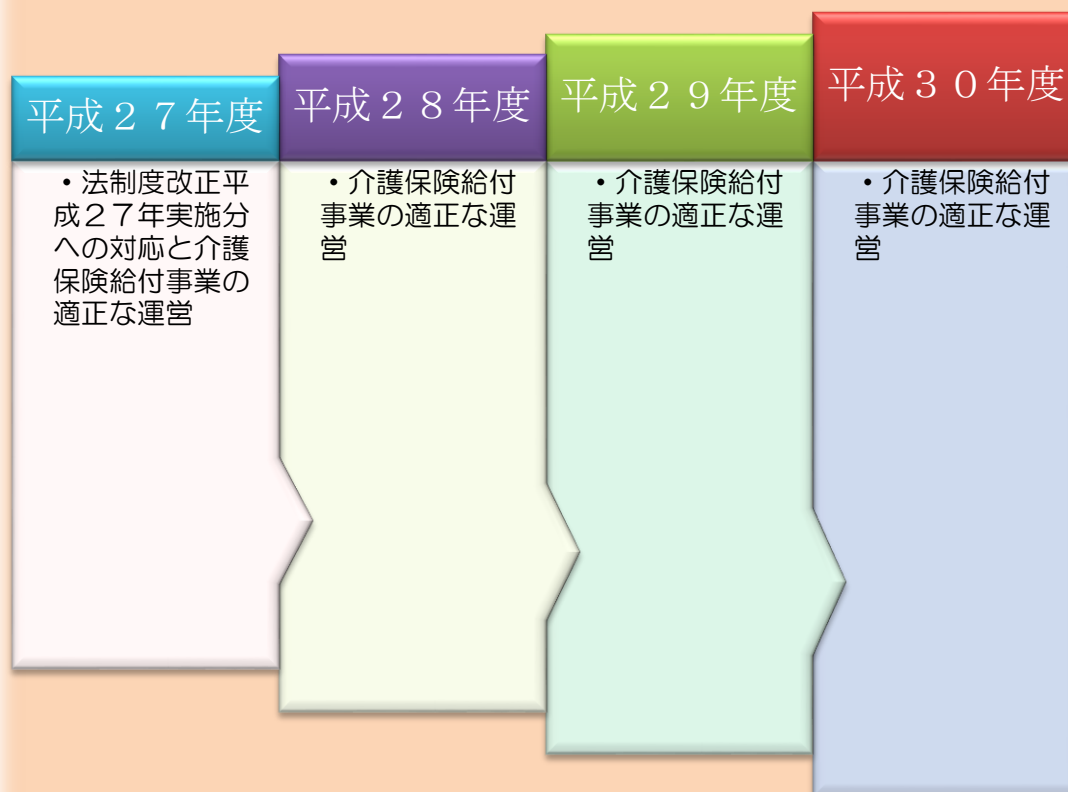 平成２７年度
・法制度改正平
成２７年実施分
への対応と介護
保険給付事業の
適正な運営
平成２８年度
・介護保険給付
事業の適正な運
営
平成２９年度
・介護保険給付
事業の適正な運
営
平成３０年度
・介護保険給付
事業の適正な運
営